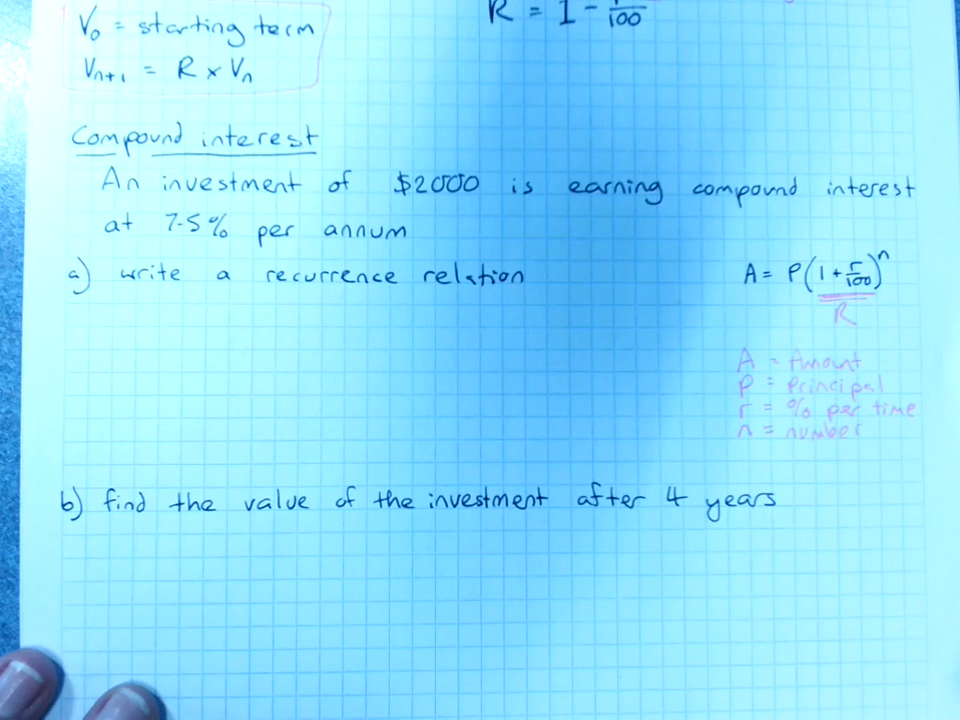 V₀ = starting term
R = 1 - r/100
Vₙ₊₁ = R × Vₙ
Compound interest
An investment of $2000 is earning compound interest
at 7.5% per annum
a) write a recurrence relation
A = P(1 + r/100)ⁿ
R
A = Amount
P = Principal
r = % per time
n = number
b) find the value of the investment after 4 years